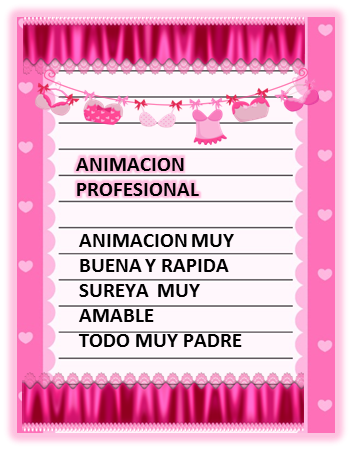 ANIMACION
PROFESIONAL
ANIMACION MUY
BUENA Y RAPIDA
SUREYA MUY
AMABLE
TODO MUY PADRE